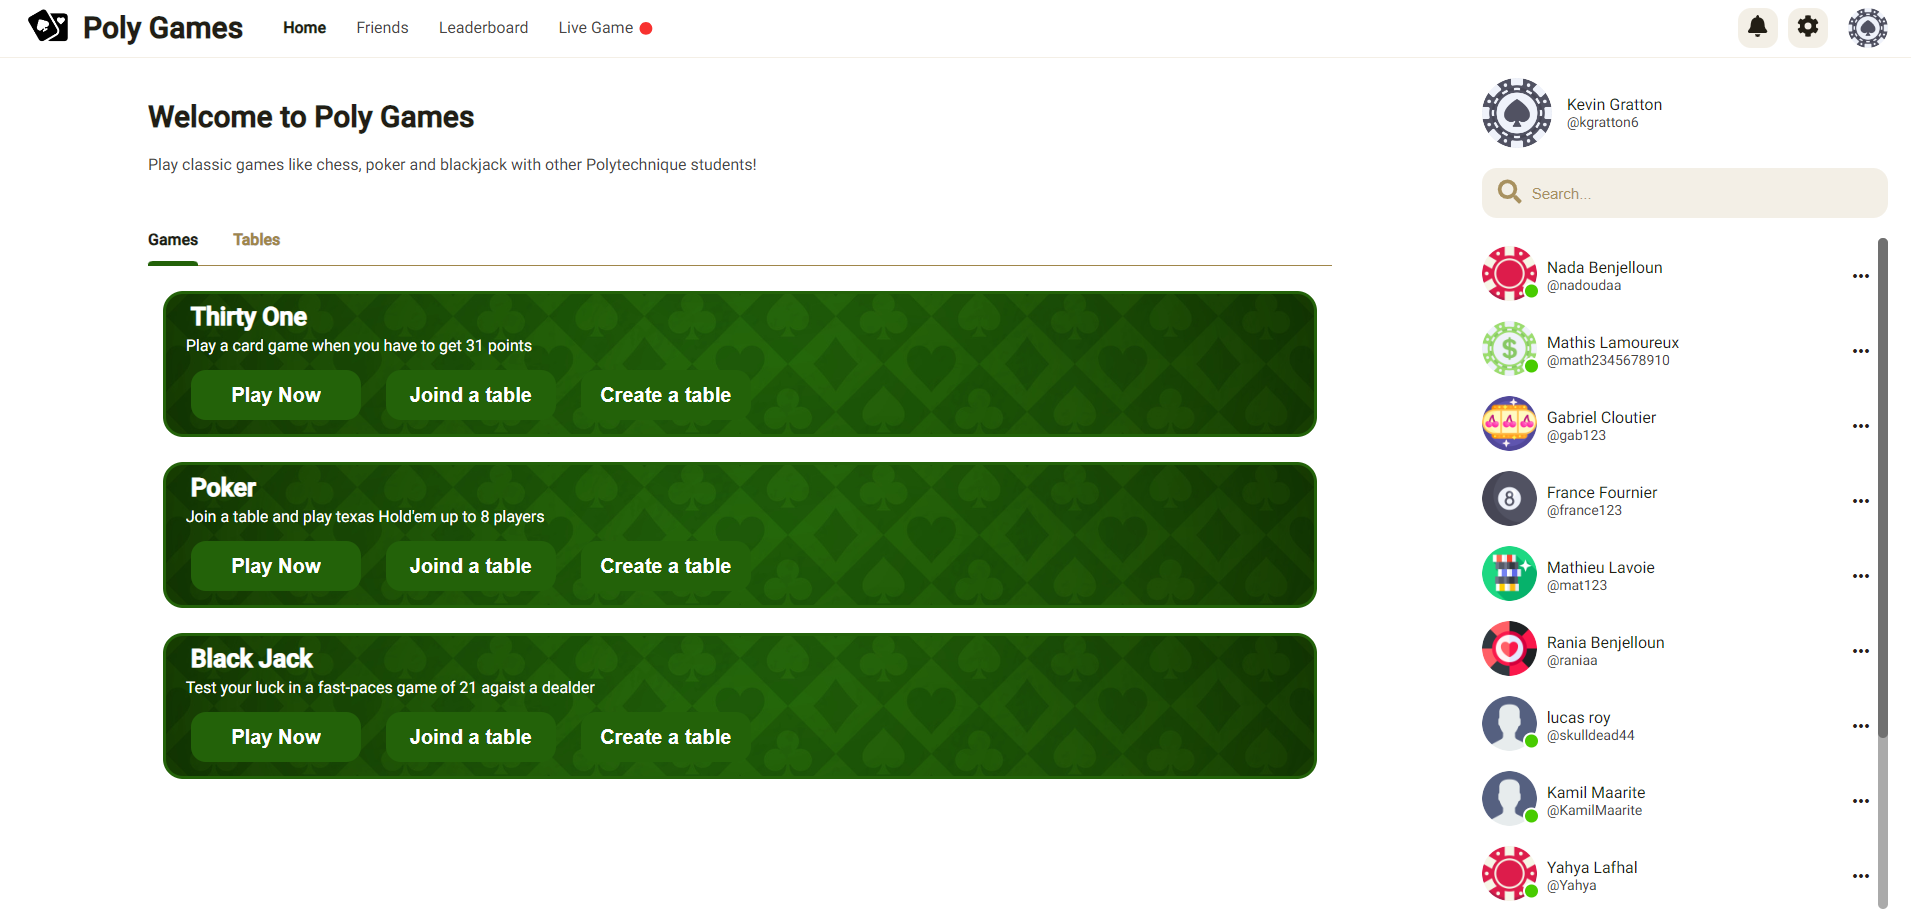 Poly Games
Home Friends Leaderboard Live Game
Welcome to Poly Games
Play classic games like chess, poker and blackjack with other Polytechnique students!
Games Tables
Thirty One
Play a card game when you have to get 31 points
Play Now Joind a table Create a table
Poker
Join a table and play texas Hold'em up to 8 players
Play Now Joind a table Create a table
Black Jack
Test your luck in a fast-paces game of 21 agaist a dealder
Play Now Joind a table Create a table
Kevin Gratton
@kgratton6
Search...
Nada Benjelloun
@nadoudaa
Mathis Lamoureux
@math2345678910
Gabriel Cloutier
@gab123
8
France Fournier
@france123
Mathieu Lavoie
@mat123
Rania Benjelloun
@raniaa
lucas roy
@skulldead44
Kamil Maarite
@KamilMaarite
Yahya Lafhal
@Yahya